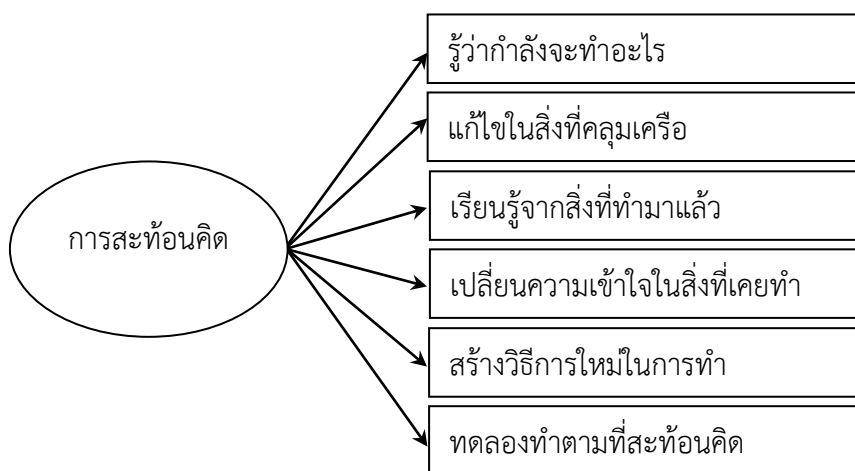 การสะท้อนคิด
รู้ว่ากำลังจะทำอะไร
แก้ไขในสิ่งที่คลุมเครือ
เรียนรู้จากสิ่งที่ทำมาแล้ว
เปลี่ยนความเข้าใจในสิ่งที่เคยทำ
สร้างวิธีการใหม่ในการทำ
ทดลองทำตามที่สะท้อนคิด